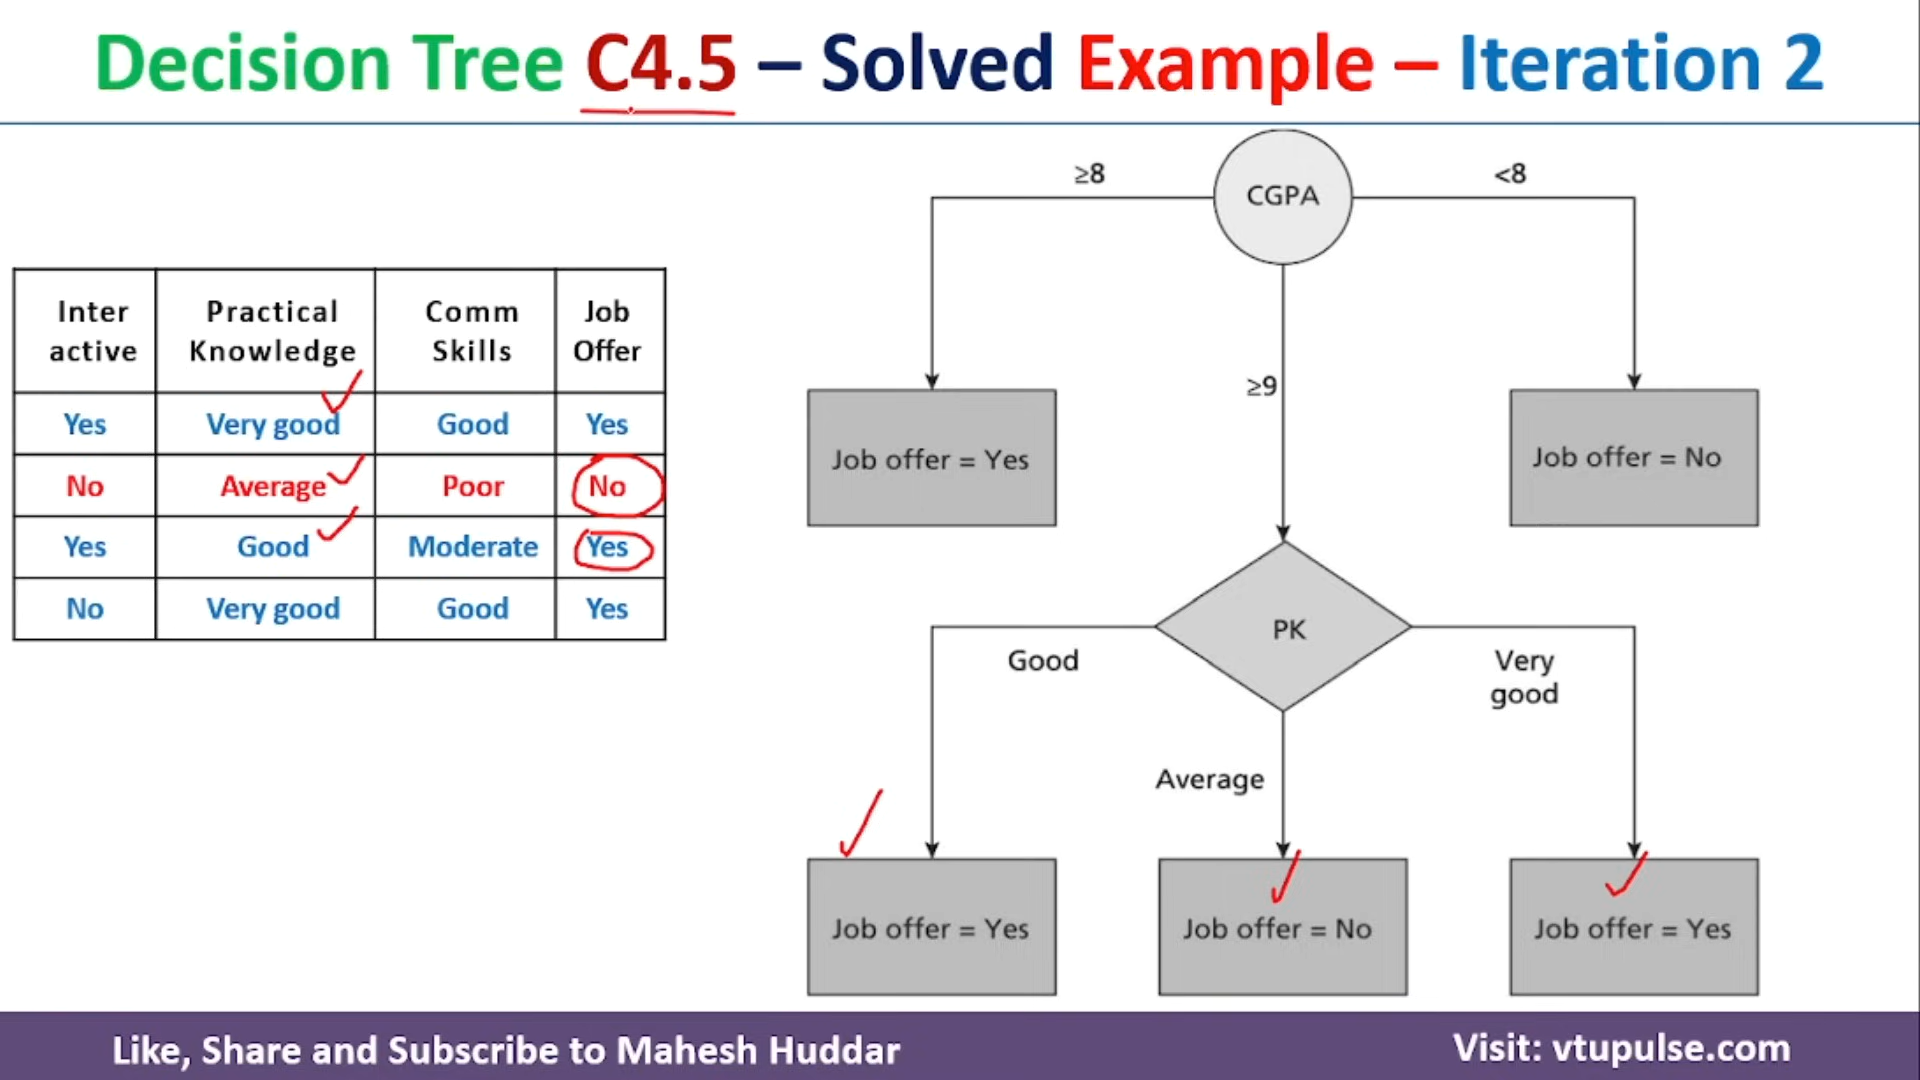 Decision Tree C4.5 – Solved Example – Iteration 2
Inter active | Practical Knowledge | Comm Skills | Job Offer
Yes | Very good | Good | Yes
No | Average | Poor | No
Yes | Good | Moderate | Yes
No | Very good | Good | Yes
≥8
CGPA
<8
≥9
Job offer = Yes
Job offer = No
PK
Good
Very
good
Average
Job offer = Yes
Job offer = No
Job offer = Yes
Like, Share and Subscribe to Mahesh Huddar
Visit: vtupulse.com